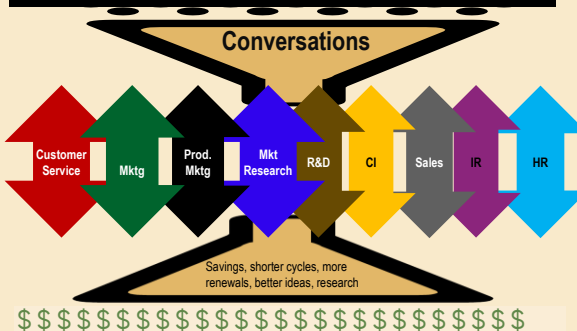 Conversations
Customer
Service
Mktg
Prod.
Mktg
Mkt
Research
R&D
CI
Sales
IR
HR
Savings, shorter cycles, more
renewals, better ideas, research
$ $ $ $ $ $ $ $ $ $ $ $ $ $ $ $ $ $ $ $ $ $ $ $ $ $